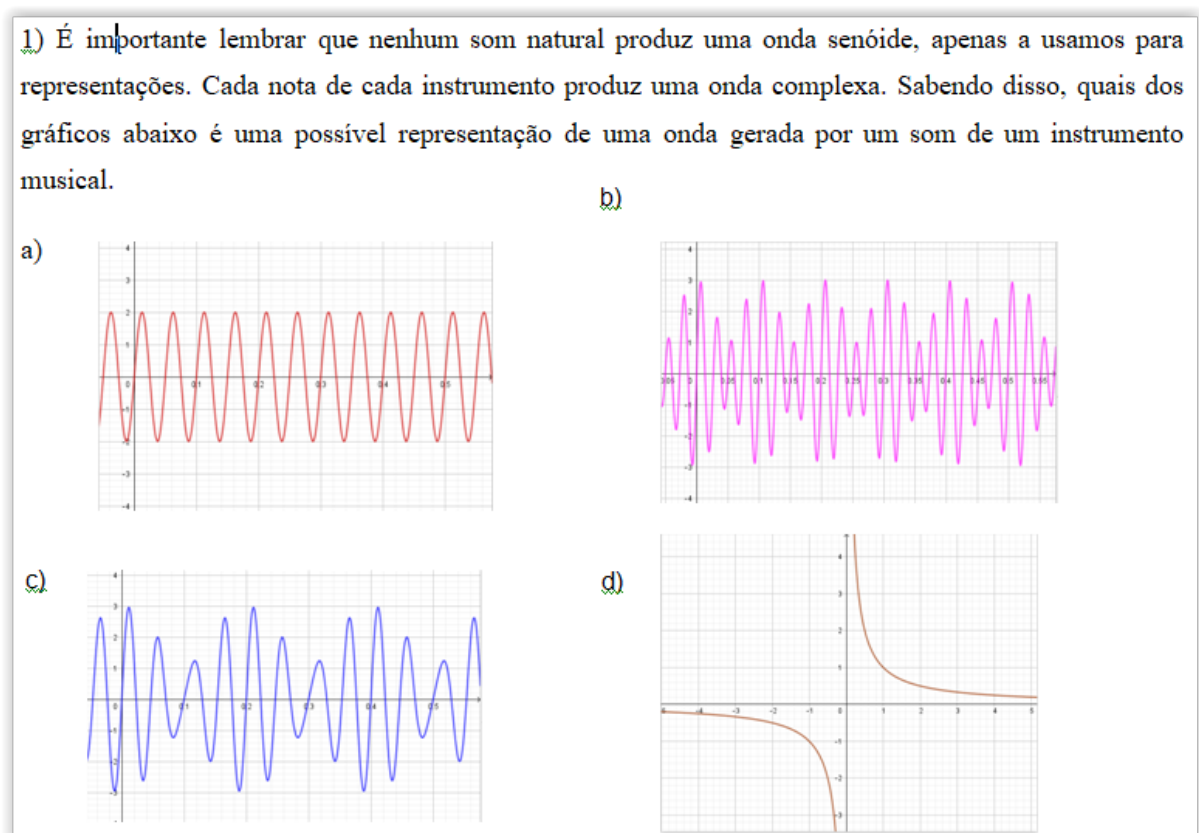 1) É importante lembrar que nenhum som natural produz uma onda senóide, apenas a usamos para
representações. Cada nota de cada instrumento produz uma onda complexa. Sabendo disso, quais dos
gráficos abaixo é uma possível representação de uma onda gerada por um som de um instrumento
musical.
b)
a)
c)
d)